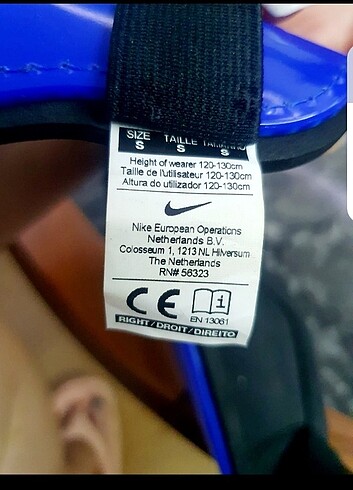 SIZE TAILLE TAMANHO
S S S
Height of wearer 120-130cm
Taille de l'utilisateur 120-130cm
Altura do utilizador 120-130cm
Nike European Operations
Netherlands B.V.
Colosseum 1, 1213 NL Hilversum
The Netherlands
RN# 56323
CE i
EN 13061
RIGHT/DROIT/DIREITO